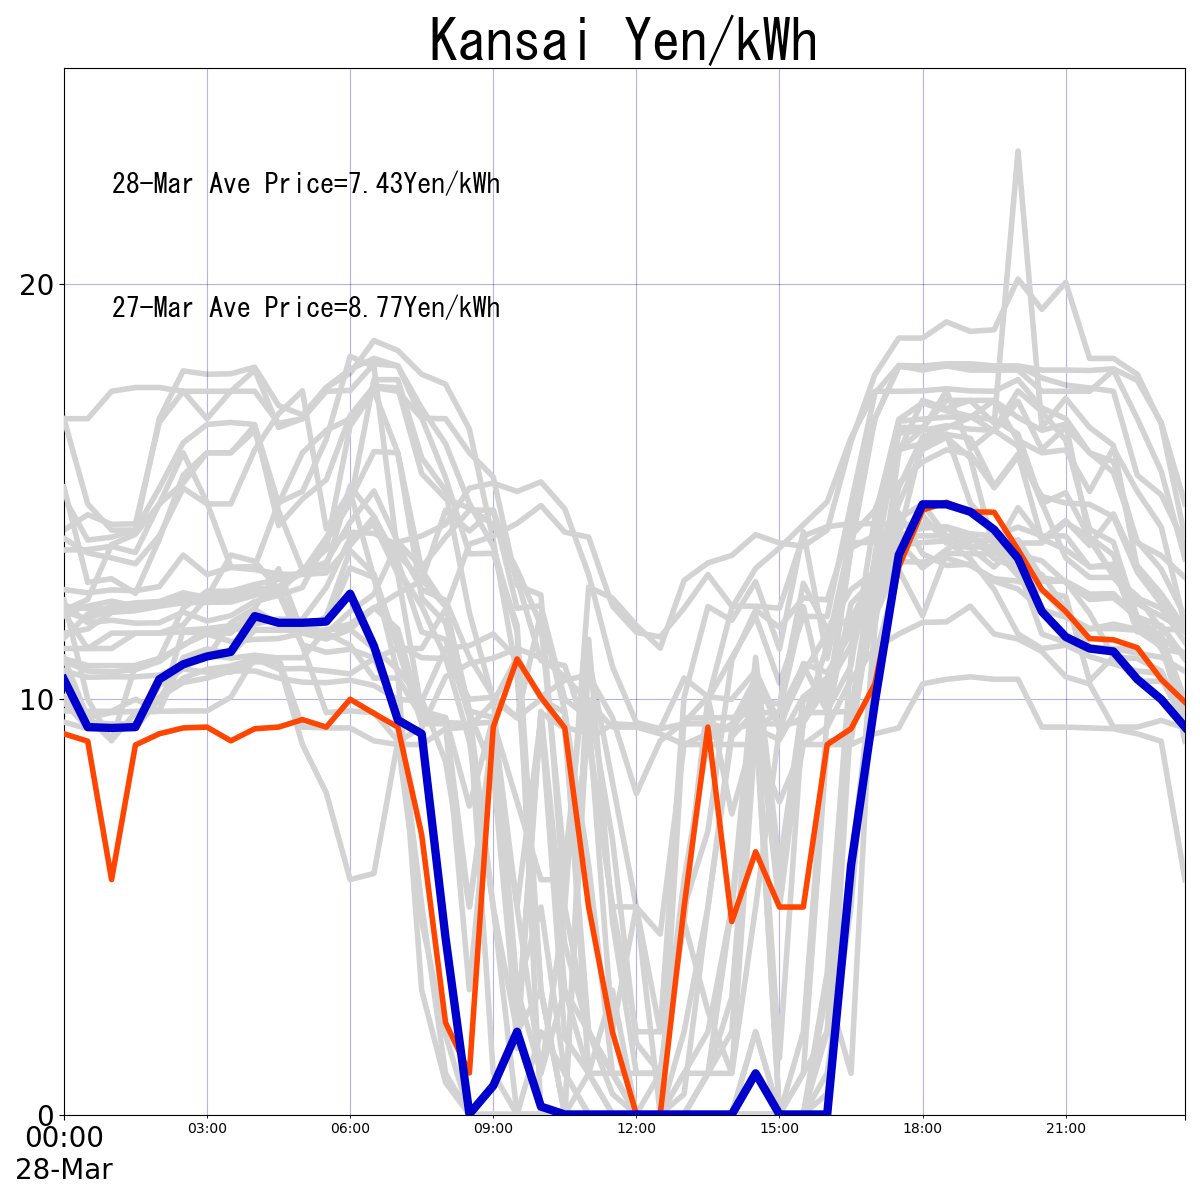 Kansai Yen/kWh
28-Mar Ave Price=7.43Yen/kWh
27-Mar Ave Price=8.77Yen/kWh
20
10
0
00:00 03:00 06:00 09:00 12:00 15:00 18:00 21:00
28-Mar